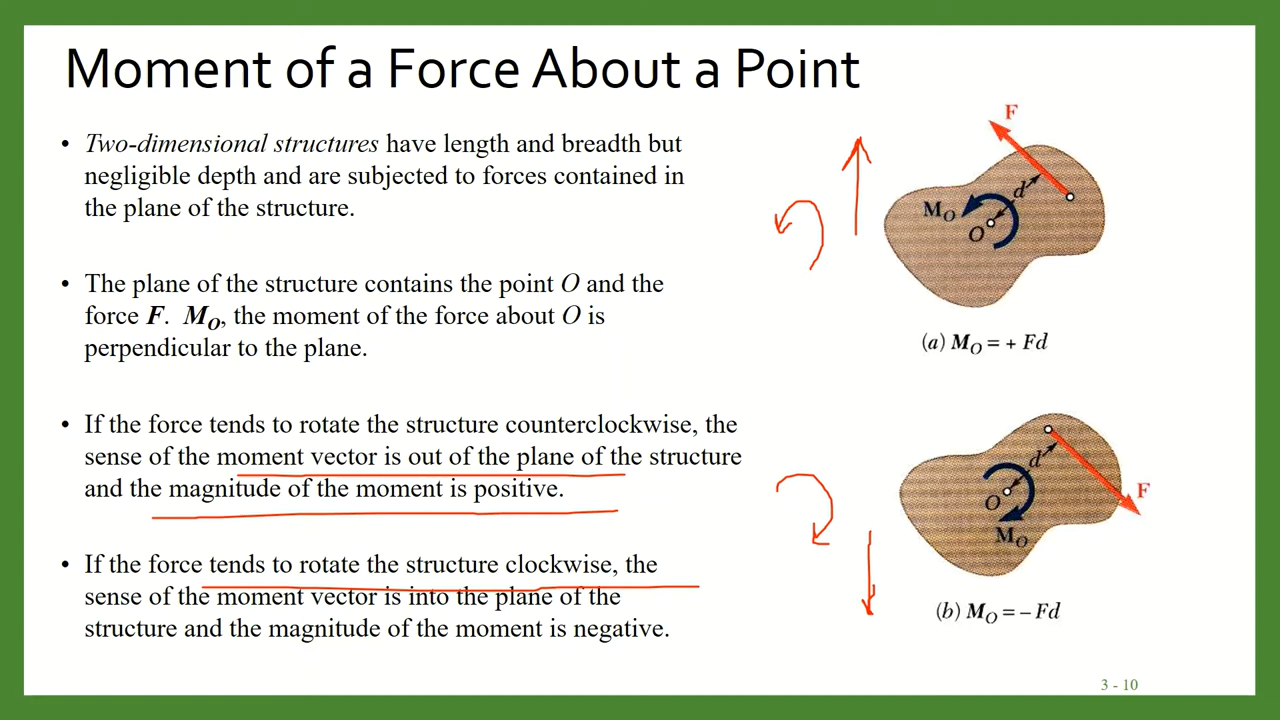 Moment of a Force About a Point
• Two-dimensional structures have length and breadth but
negligible depth and are subjected to forces contained in
the plane of the structure.
• The plane of the structure contains the point O and the
force F. M_O, the moment of the force about O is
perpendicular to the plane.
• If the force tends to rotate the structure counterclockwise, the
sense of the moment vector is out of the plane of the structure
and the magnitude of the moment is positive.
• If the force tends to rotate the structure clockwise, the
sense of the moment vector is into the plane of the
structure and the magnitude of the moment is negative.
F
d
M_O
O
(a) M_O = + Fd
d
F
O
M_O
(b) M_O = – Fd
3 - 10